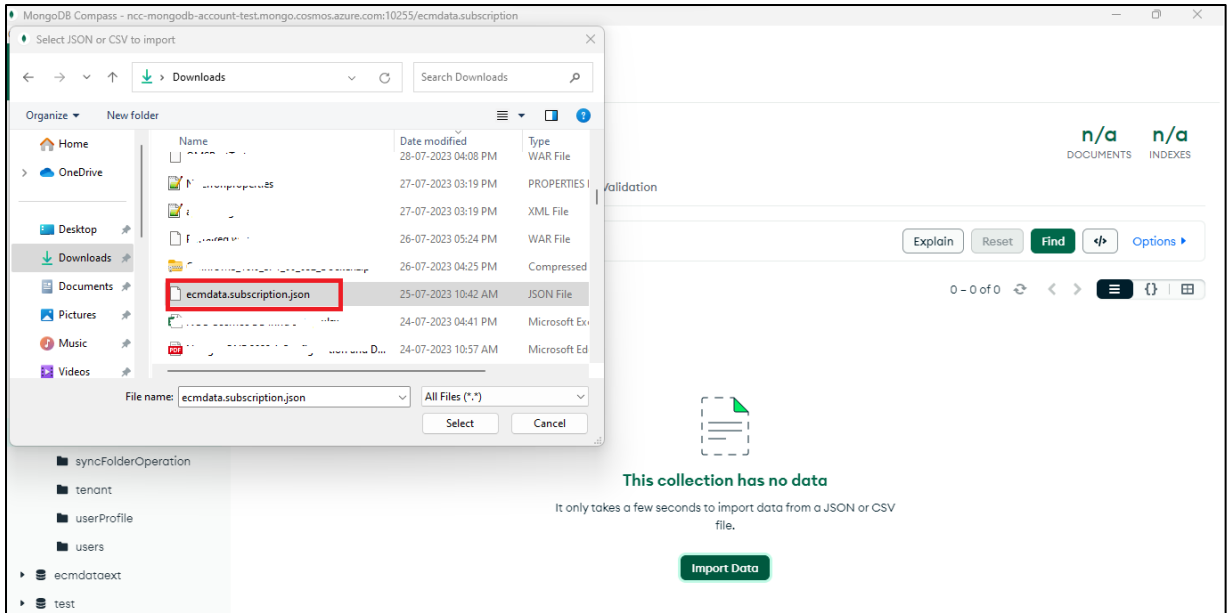 MongoDB Compass - ncc-mongodb-account-test.mongo.cosmos.azure.com:10255/ecmdata.subscription
Select JSON or CSV to import
Downloads
Search Downloads
Organize
New folder
Home
OneDrive
Desktop
Downloads
Documents
Pictures
Music
Videos
Name Date modified Type
28-07-2023 04:08 PM WAR File
27-07-2023 03:19 PM PROPERTIES
27-07-2023 03:19 PM XML File
26-07-2023 05:24 PM WAR File
26-07-2023 04:25 PM Compressed
ecmdata.subscription.json 25-07-2023 10:42 AM JSON File
24-07-2023 04:41 PM Microsoft Ex
and D... 24-07-2023 10:57 AM Microsoft Ed
File name: ecmdata.subscription.json All Files (*.*)
Select Cancel
n/a n/a
DOCUMENTS INDEXES
Validation
Explain Reset Find </> Options
0 – 0 of 0 {}
This collection has no data
It only takes a few seconds to import data from a JSON or CSV
file.
Import Data
syncFolderOperation
tenant
userProfile
users
ecmdataext
test